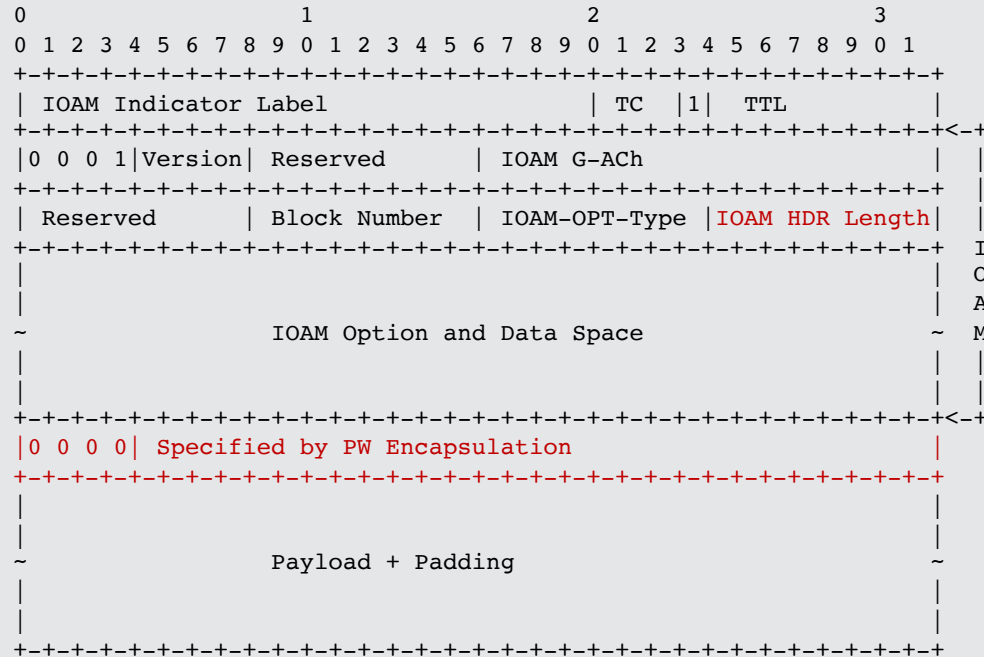 0                   1                   2                   3
0 1 2 3 4 5 6 7 8 9 0 1 2 3 4 5 6 7 8 9 0 1 2 3 4 5 6 7 8 9 0 1
+-+-+-+-+-+-+-+-+-+-+-+-+-+-+-+-+-+-+-+-+-+-+-+-+-+-+-+-+-+-+-+-+
| IOAM Indicator Label                  | TC  |1|  TTL          |
+-+-+-+-+-+-+-+-+-+-+-+-+-+-+-+-+-+-+-+-+-+-+-+-+-+-+-+-+-+-+-+-+<-+
|0 0 0 1|Version| Reserved      | IOAM G-ACh                    |  |
+-+-+-+-+-+-+-+-+-+-+-+-+-+-+-+-+-+-+-+-+-+-+-+-+-+-+-+-+-+-+-+-+  |
| Reserved      | Block Number  | IOAM-OPT-Type |IOAM HDR Length|  |
+-+-+-+-+-+-+-+-+-+-+-+-+-+-+-+-+-+-+-+-+-+-+-+-+-+-+-+-+-+-+-+-+  I
|                                                               |  O
|                                                               |  A
~                 IOAM Option and Data Space                    ~  M
|                                                               |  |
|                                                               |  |
+-+-+-+-+-+-+-+-+-+-+-+-+-+-+-+-+-+-+-+-+-+-+-+-+-+-+-+-+-+-+-+-+<-+
|0 0 0 0| Specified by PW Encapsulation                         |
+-+-+-+-+-+-+-+-+-+-+-+-+-+-+-+-+-+-+-+-+-+-+-+-+-+-+-+-+-+-+-+-+
|                                                               |
|                                                               |
~                 Payload + Padding                             ~
|                                                               |
|                                                               |
+-+-+-+-+-+-+-+-+-+-+-+-+-+-+-+-+-+-+-+-+-+-+-+-+-+-+-+-+-+-+-+-+